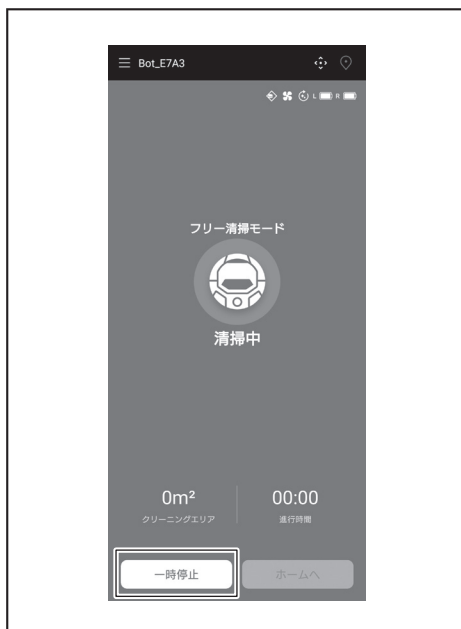 Bot_E7A3
L R
フリー清掃モード
清掃中
0m² 00:00
クリーニングエリア 進行時間
一時停止 ホームへ